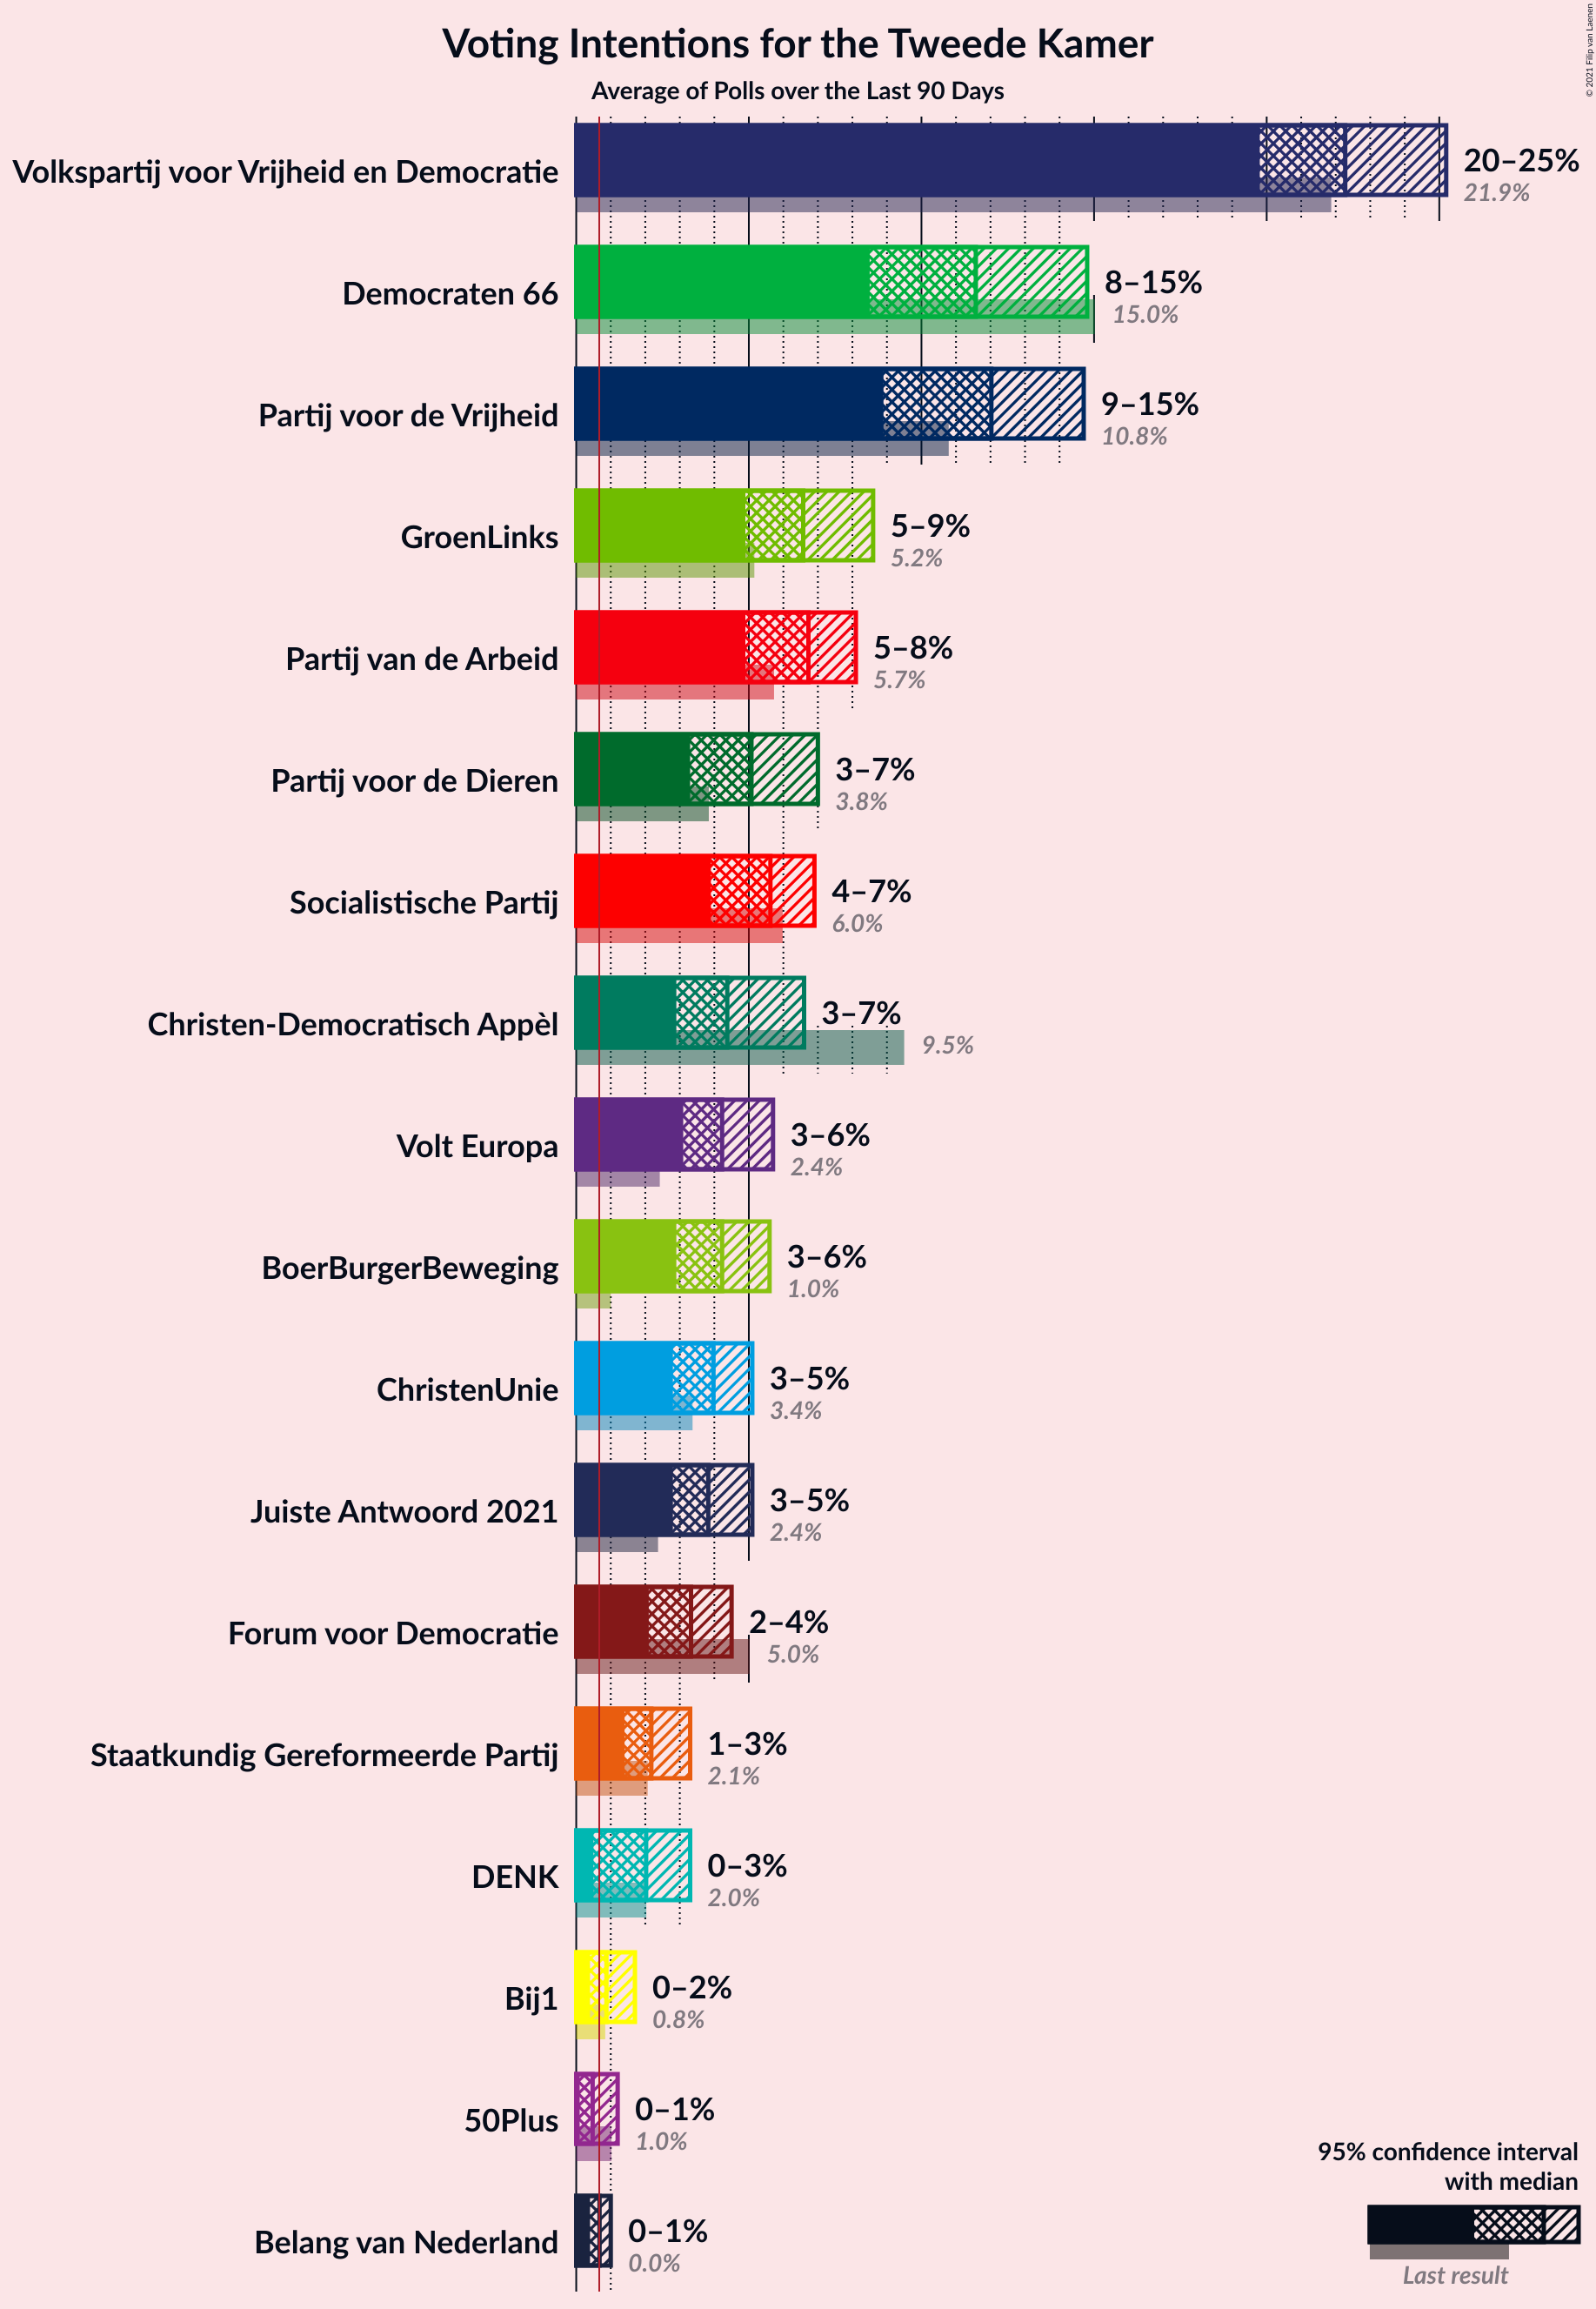 Voting Intentions for the Tweede Kamer
Average of Polls over the Last 90 Days
© 2021 Filip van Laenen
Volkspartij voor Vrijheid en Democratie
20–25%
21.9%
Democraten 66
8–15%
15.0%
Partij voor de Vrijheid
9–15%
10.8%
GroenLinks
5–9%
5.2%
Partij van de Arbeid
5–8%
5.7%
Partij voor de Dieren
3–7%
3.8%
Socialistische Partij
4–7%
6.0%
Christen-Democratisch Appèl
3–7%
9.5%
Volt Europa
3–6%
2.4%
BoerBurgerBeweging
3–6%
1.0%
ChristenUnie
3–5%
3.4%
Juiste Antwoord 2021
3–5%
2.4%
Forum voor Democratie
2–4%
5.0%
Staatkundig Gereformeerde Partij
1–3%
2.1%
DENK
0–3%
2.0%
Bij1
0–2%
0.8%
50Plus
0–1%
1.0%
Belang van Nederland
0–1%
0.0%
95% confidence interval
with median
Last result